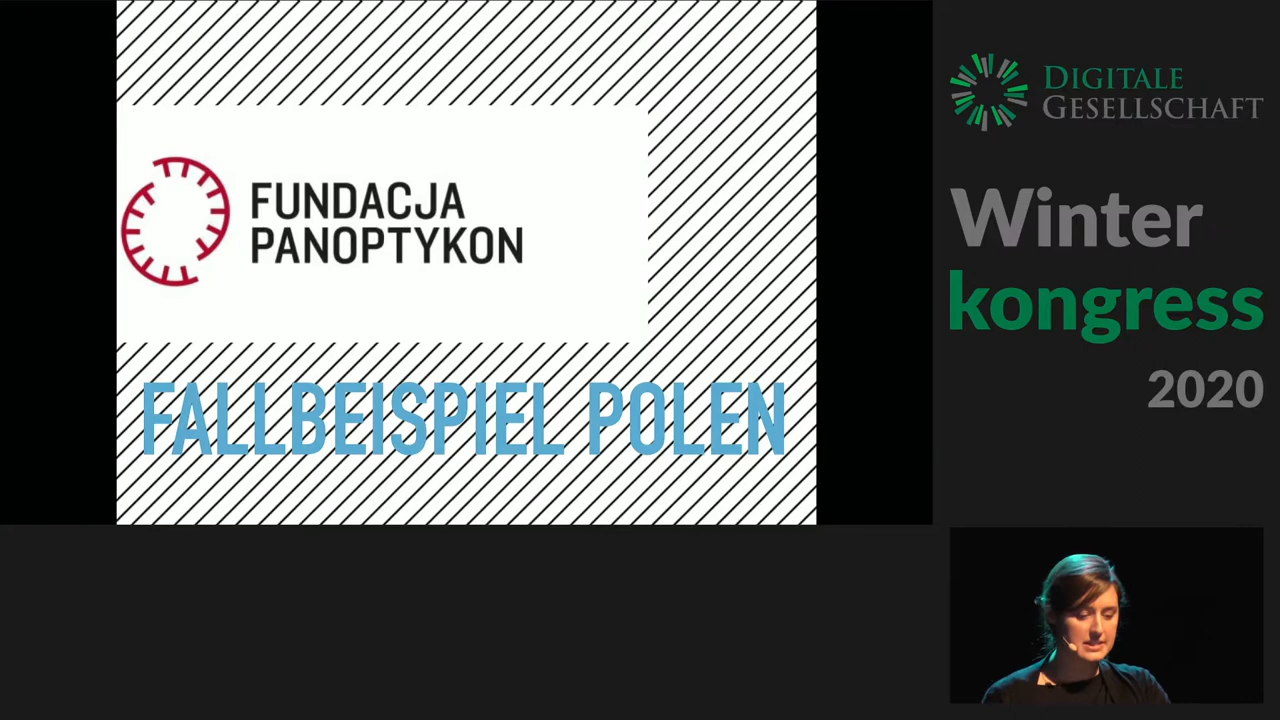 FUNDACJA
PANOPTYKON
FALLBEISPIEL POLEN
DIGITALE
GESELLSCHAFT
Winter
kongress
2020